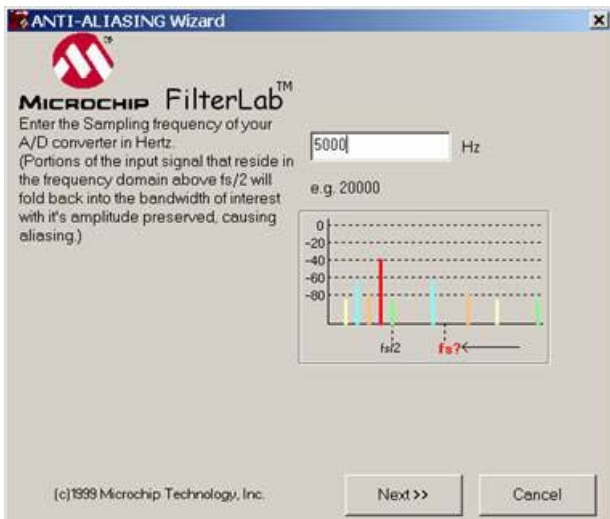 ANTI-ALIASING Wizard
MICROCHIP FilterLab™
Enter the Sampling frequency of your
A/D converter in Hertz.
(Portions of the input signal that reside in
the frequency domain above fs/2 will
fold back into the bandwidth of interest
with it's amplitude preserved, causing
aliasing.)
5000 Hz
e.g. 20000
0
-20
-40
-60
-80
fs/2 fs?
(c)1999 Microchip Technology, Inc.
Next>> Cancel